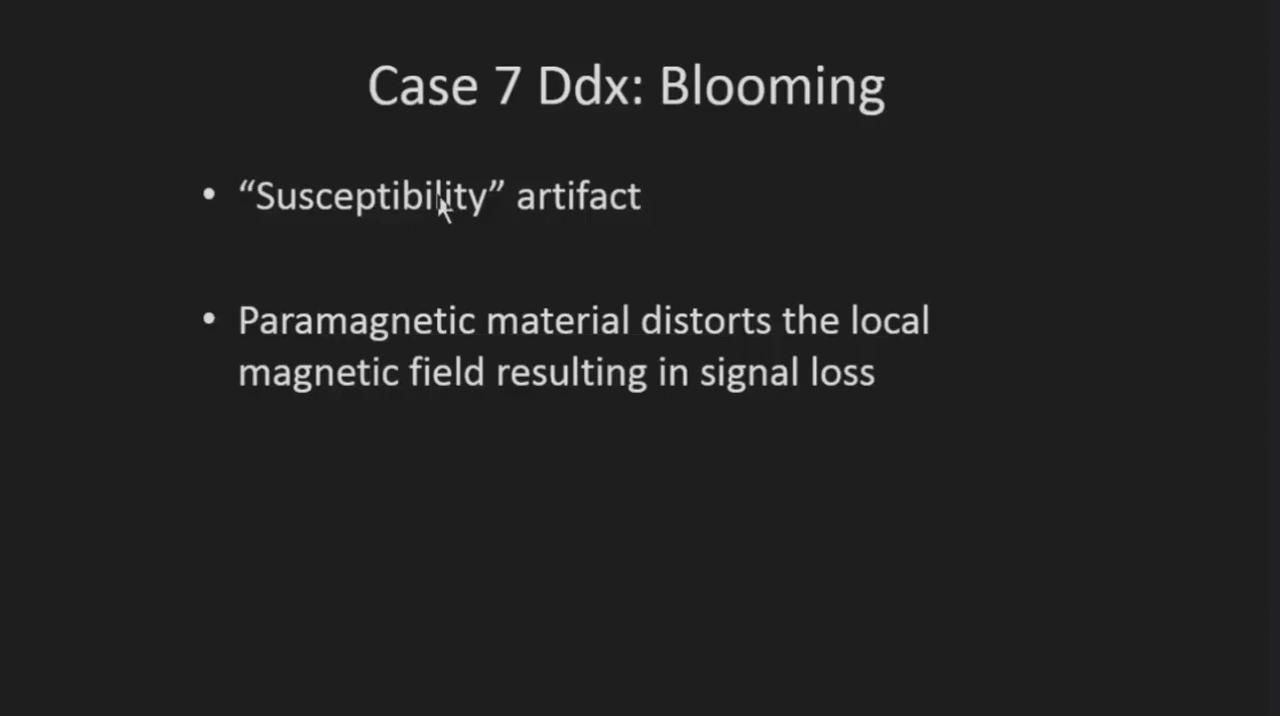 Case 7 Ddx: Blooming
• “Susceptibility” artifact
• Paramagnetic material distorts the local
magnetic field resulting in signal loss